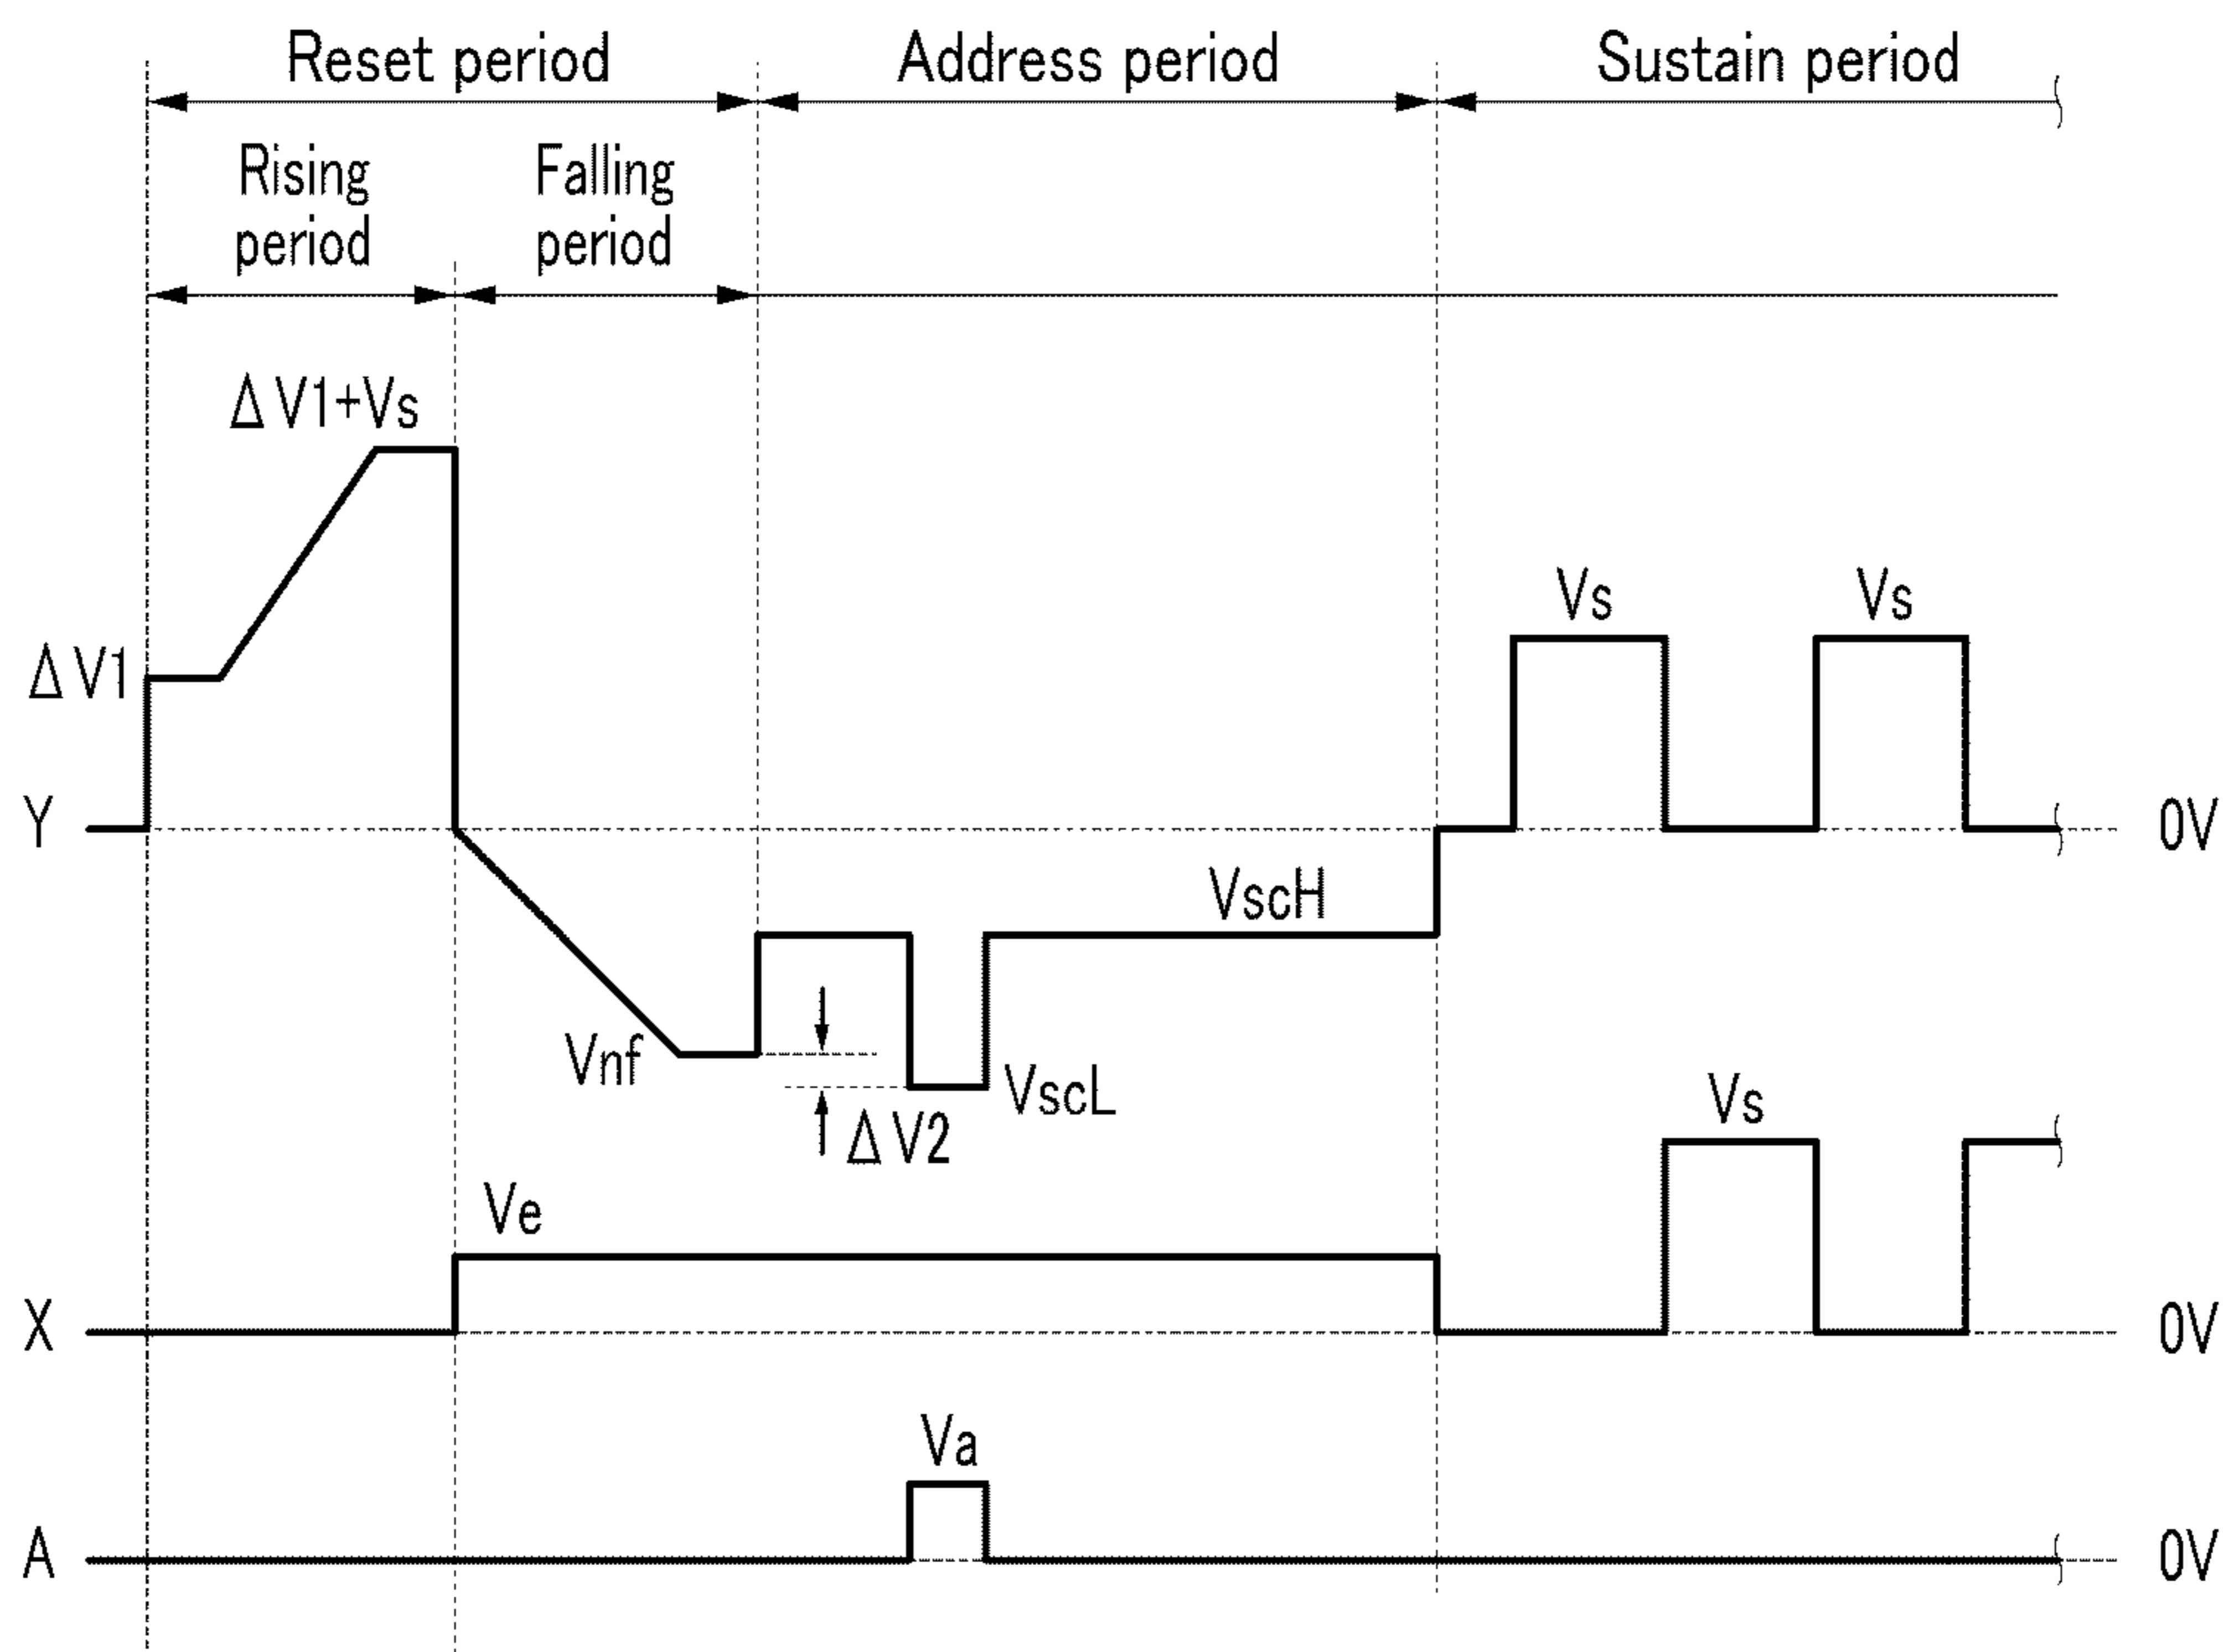 Reset period
Address period
Sustain period
Rising
period
Falling
period
ΔV1+Vs
Vs
Vs
ΔV1
Y
0V
VscH
Vnf
VscL
Vs
ΔV2
Ve
X
0V
Va
A
0V